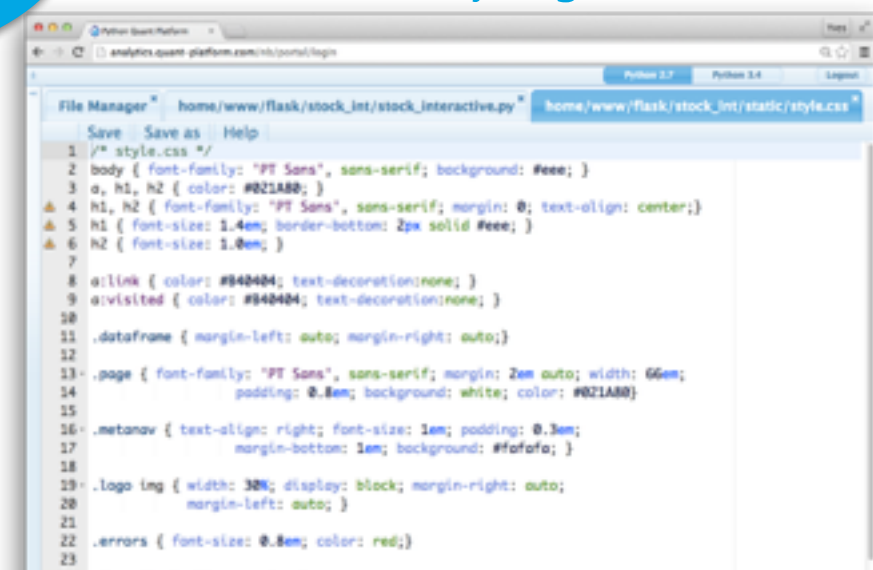 Python Quant Platform
Yves
analytics.quant-platform.com/nb/portal/login
Python 2.7 Python 3.4 Logout
File Manager home/www/flask/stock_int/stock_interactive.py home/www/flask/stock_int/static/style.css
Save Save as Help
1 /* style.css */
2 body { font-family: "PT Sans", sans-serif; background: #eee; }
3 a, h1, h2 { color: #021A80; }
4 h1, h2 { font-family: "PT Sans", sans-serif; margin: 0; text-align: center;}
5 h1 { font-size: 1.4em; border-bottom: 2px solid #eee; }
6 h2 { font-size: 1.0em; }
7
8 a:link { color: #B40404; text-decoration:none; }
9 a:visited { color: #B40404; text-decoration:none; }
10
11 .dataframe { margin-left: auto; margin-right: auto;}
12
13 .page { font-family: "PT Sans", sans-serif; margin: 2em auto; width: 66em;
14 padding: 0.8em; background: white; color: #021A80}
15
16 .metanav { text-align: right; font-size: 1em; padding: 0.3em;
17 margin-bottom: 1em; background: #fafafa; }
18
19 .logo img { width: 30%; display: block; margin-right: auto;
20 margin-left: auto; }
21
22 .errors { font-size: 0.8em; color: red;}
23